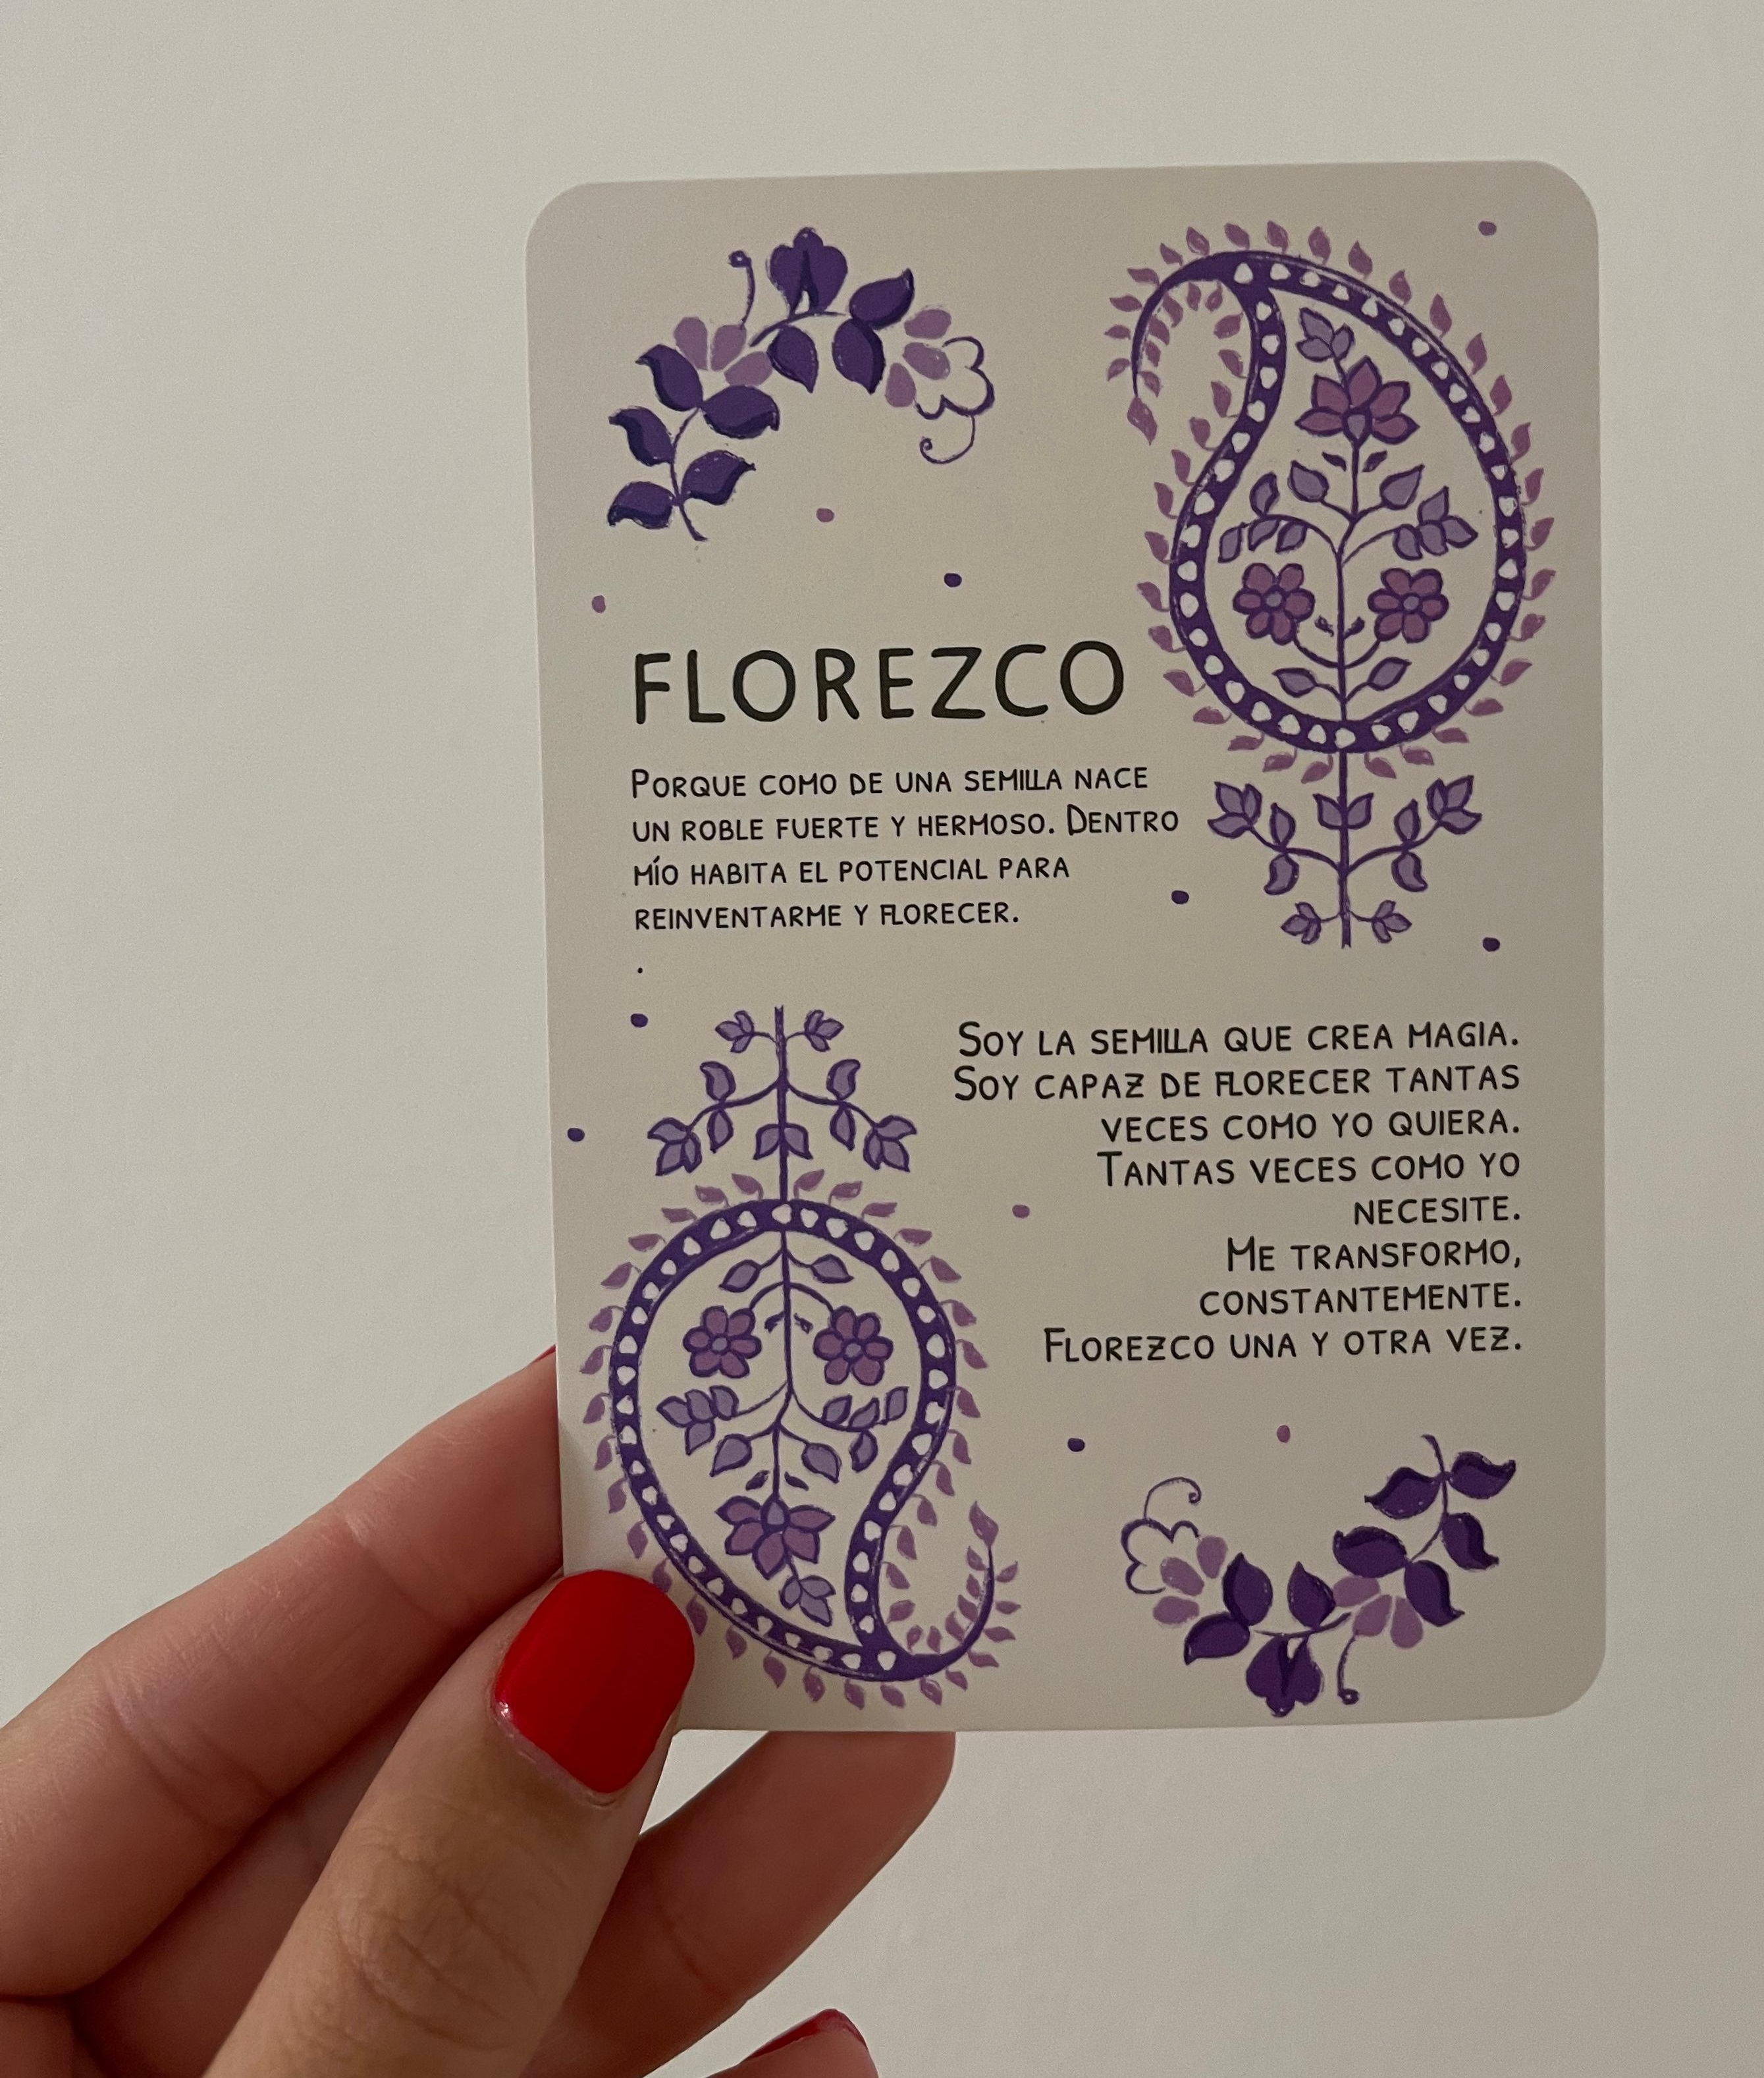 FLOREZCO
PORQUE COMO DE UNA SEMILLA NACE
UN ROBLE FUERTE Y HERMOSO. DENTRO
MÍO HABITA EL POTENCIAL PARA
REINVENTARME Y FLORECER.
.
SOY LA SEMILLA QUE CREA MAGIA.
SOY CAPAZ DE FLORECER TANTAS
VECES COMO YO QUIERA.
TANTAS VECES COMO YO
NECESITE.
ME TRANSFORMO,
CONSTANTEMENTE.
FLOREZCO UNA Y OTRA VEZ.